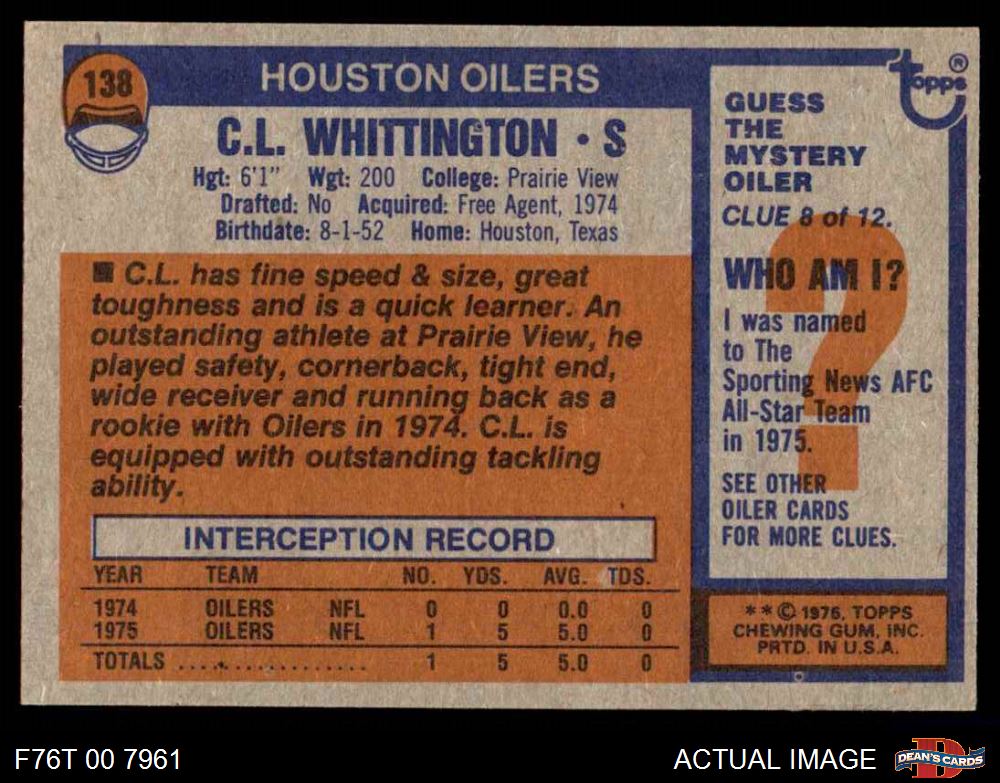 138
HOUSTON OILERS
C.L. WHITTINGTON • S
Hgt: 6'1" Wgt: 200 College: Prairie View
Drafted: No Acquired: Free Agent, 1974
Birthdate: 8-1-52 Home: Houston, Texas
■ C.L. has fine speed & size, great
toughness and is a quick learner. An
outstanding athlete at Prairie View, he
played safety, cornerback, tight end,
wide receiver and running back as a
rookie with Oilers in 1974. C.L. is
equipped with outstanding tackling
ability.
INTERCEPTION RECORD
YEAR TEAM NO. YDS. AVG. TDS.
1974 OILERS NFL 0 0 0.0 0
1975 OILERS NFL 1 5 5.0 0
TOTALS ................. 1 5 5.0 0
topps ®
GUESS
THE
MYSTERY
OILER
CLUE 8 of 12.
WHO AM I?
I was named
to The
Sporting News AFC
All-Star Team
in 1975.
SEE OTHER
OILER CARDS
FOR MORE CLUES.
* * © 1976, TOPPS
CHEWING GUM, INC.
PRTD. IN U.S.A.
F76T 00 7961
ACTUAL IMAGE
D
DEAN'S CARDS